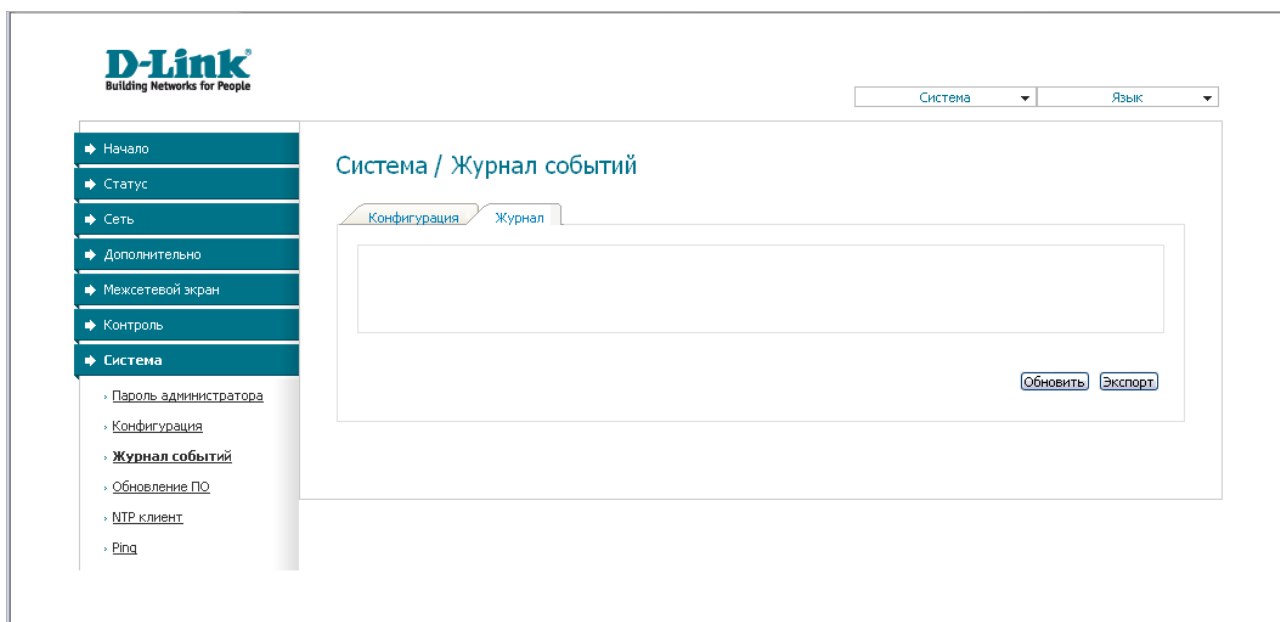 D-Link
Building Networks for People
Система Язык
Начало
Статус
Сеть
Дополнительно
Межсетевой экран
Контроль
Система
Пароль администратора
Конфигурация
Журнал событий
Обновление ПО
NTP клиент
Ping
Система / Журнал событий
Конфигурация Журнал
Обновить Экспорт